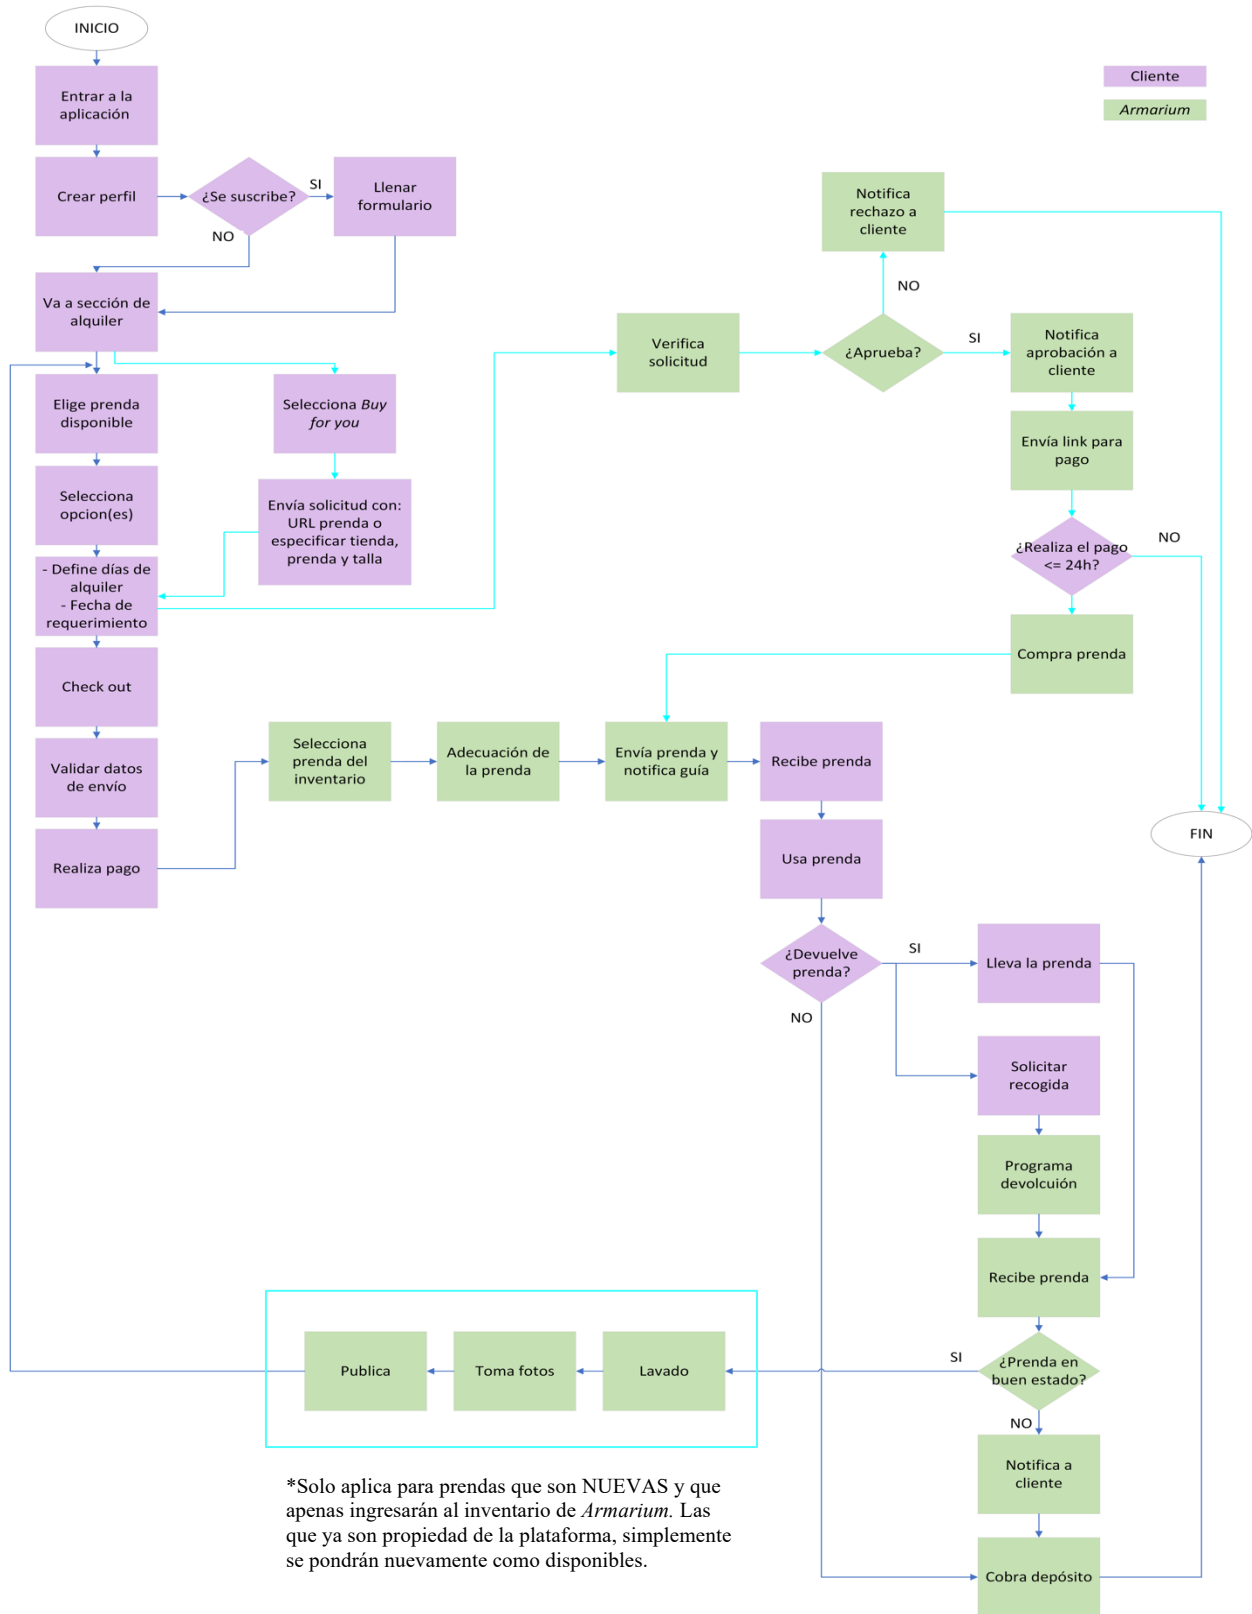 INICIO
Cliente
Armarium
Entrar a la
aplicación
Crear perfil
¿Se suscribe?
SI
NO
Llenar
formulario
Notifica
rechazo a
cliente
Va a sección de
alquiler
NO
Verifica
solicitud
¿Aprueba?
SI
Notifica
aprobación a
cliente
Elige prenda
disponible
Selecciona Buy
for you
Envía link para
pago
Selecciona
opcion(es)
Envía solicitud con:
URL prenda o
especificar tienda,
prenda y talla
¿Realiza el pago
<= 24h?
NO
- Define días de
alquiler
- Fecha de
requerimiento
Compra prenda
Check out
Validar datos
de envío
Selecciona
prenda del
inventario
Adecuación de
la prenda
Envía prenda y
notifica guía
Recibe prenda
FIN
Realiza pago
Usa prenda
¿Devuelve
prenda?
SI
NO
Lleva la prenda
Solicitar
recogida
Programa
devolcuión
Recibe prenda
¿Prenda en
buen estado?
SI
NO
Lavado
Toma fotos
Publica
Notifica a
cliente
Cobra depósito
*Solo aplica para prendas que son NUEVAS y que
apenas ingresarán al inventario de Armarium. Las
que ya son propiedad de la plataforma, simplemente
se pondrán nuevamente como disponibles.